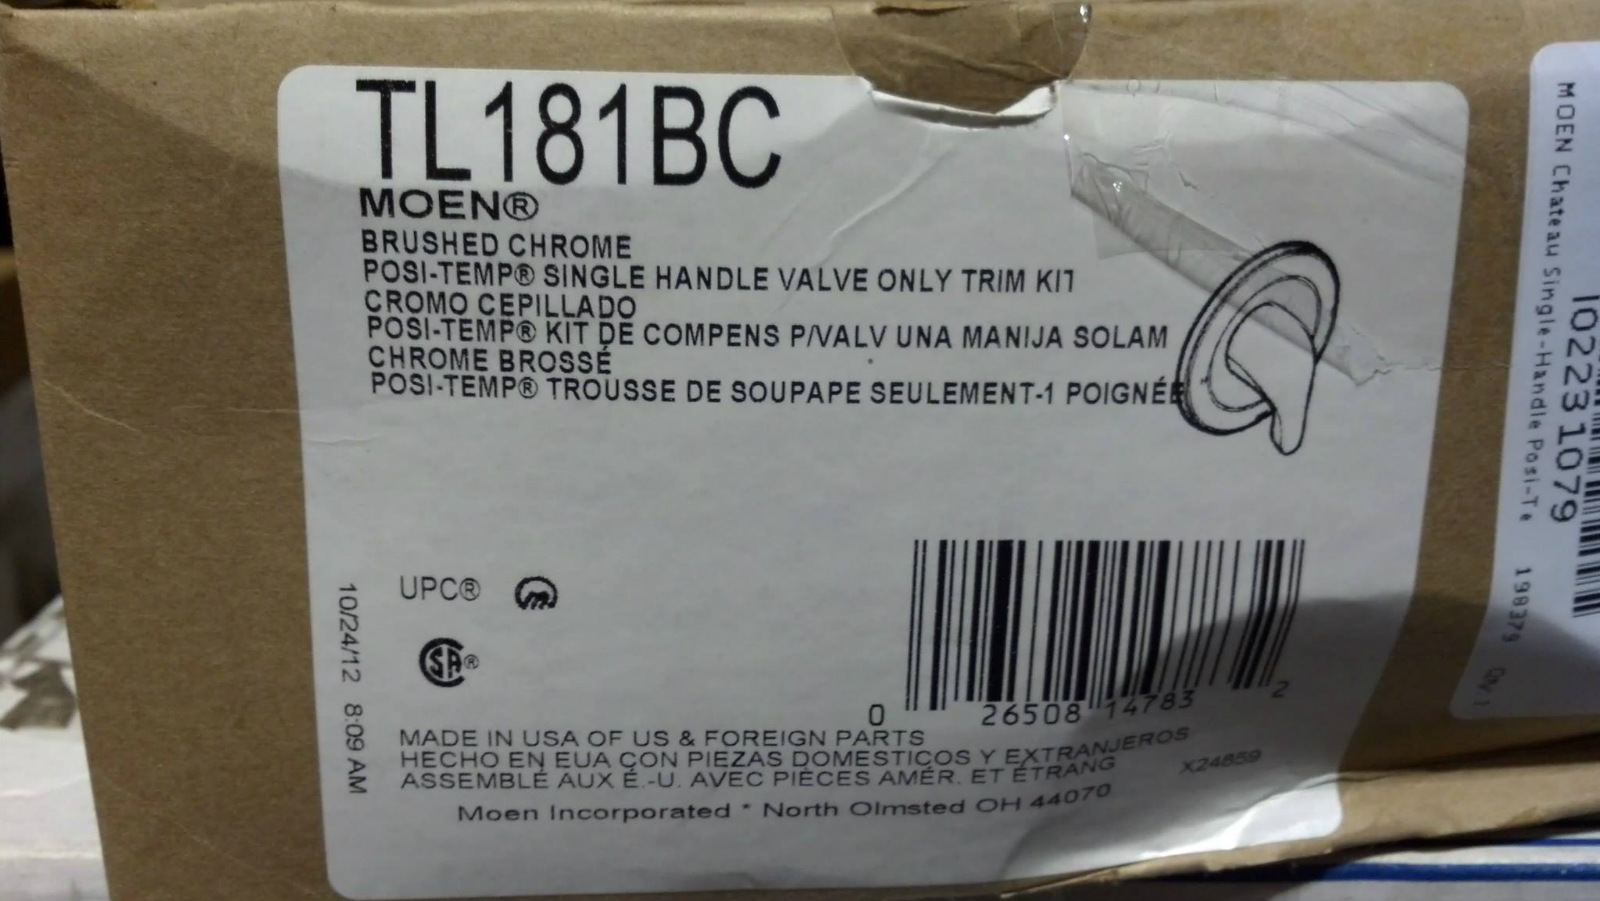 TL181BC
MOEN®
BRUSHED CHROME
POSI-TEMP® SINGLE HANDLE VALVE ONLY TRIM KIT
CROMO CEPILLADO
POSI-TEMP® KIT DE COMPENS P/VALV UNA MANIJA SOLAM
CHROME BROSSÉ
POSI-TEMP® TROUSSE DE SOUPAPE SEULEMENT-1 POIGNÉE
UPC®
SA®
10/24/12 8:09 AM
0 26508 14783 2
MADE IN USA OF US & FOREIGN PARTS
HECHO EN EUA CON PIEZAS DOMESTICOS Y EXTRANJEROS
ASSEMBLÉ AUX É.-U. AVEC PIÈCES AMÉR. ET ÉTRANG
X24859
Moen Incorporated * North Olmsted OH 44070
MOEN Chateau Single-Handle Posi-Te
102231079
198379 Qty: 1